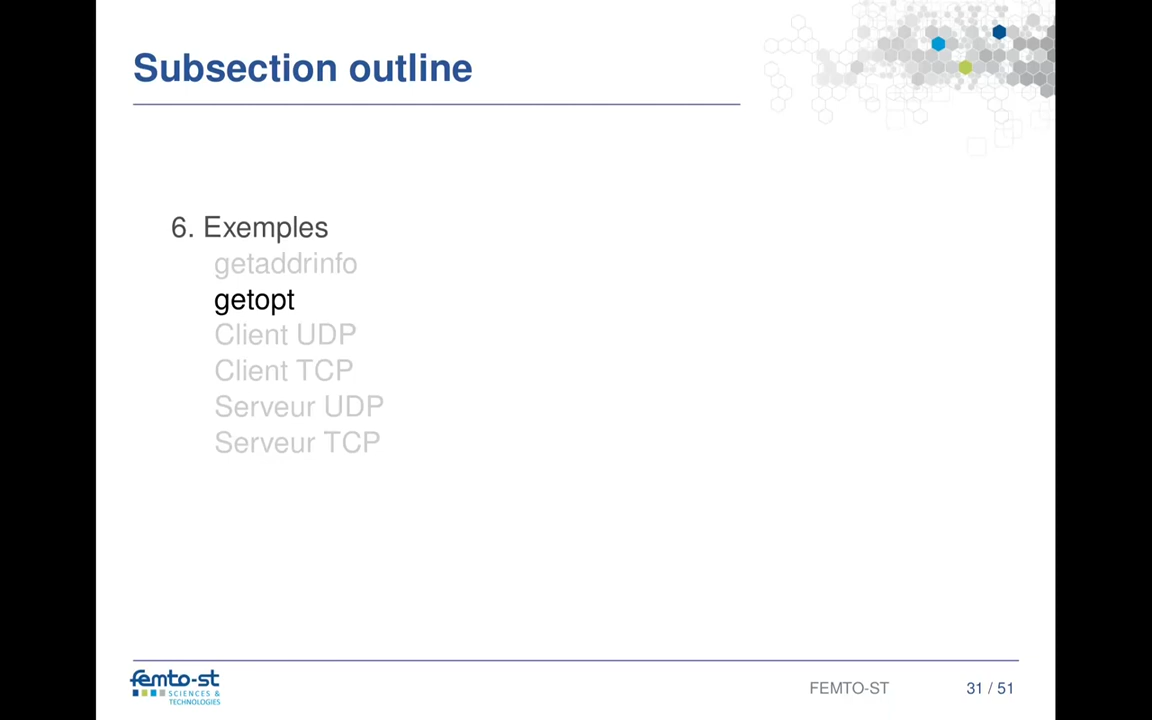 Subsection outline
6. Exemples
getaddrinfo
getopt
Client UDP
Client TCP
Serveur UDP
Serveur TCP
femto-st
SCIENCES &
TECHNOLOGIES
FEMTO-ST
31 / 51